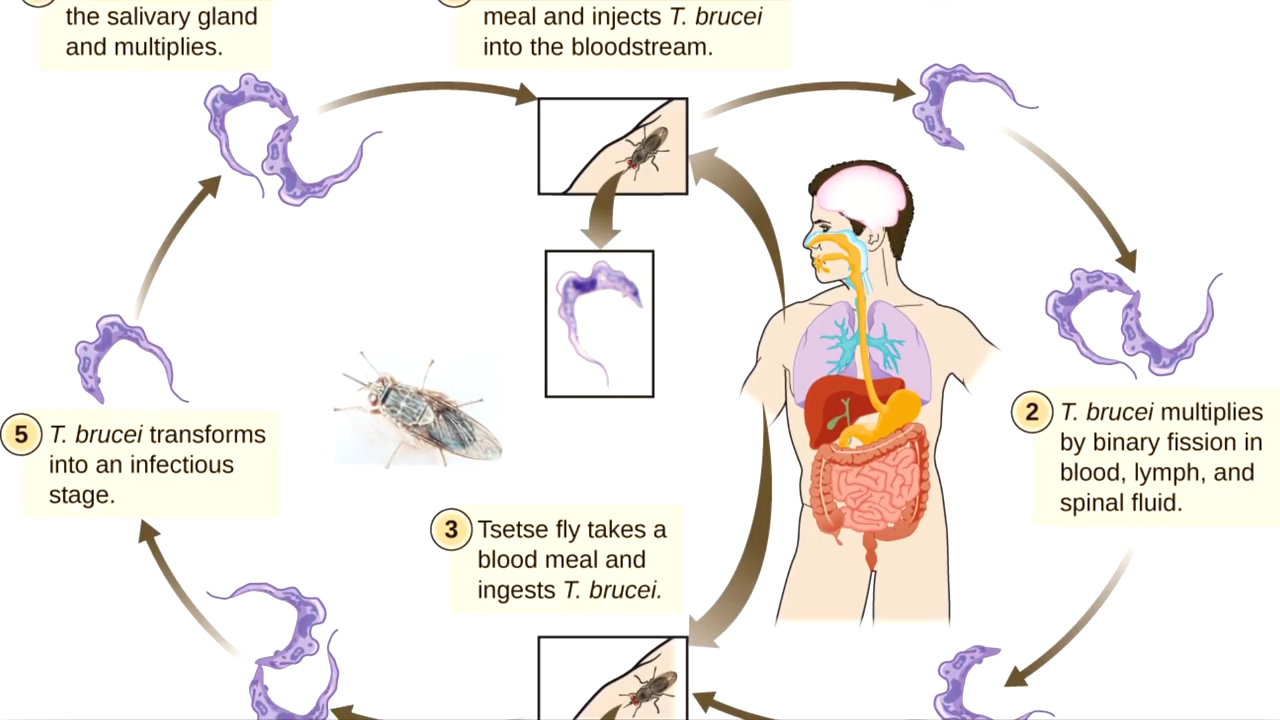 the salivary gland
and multiplies.
meal and injects T. brucei
into the bloodstream.
2 T. brucei multiplies
by binary fission in
blood, lymph, and
spinal fluid.
3 Tsetse fly takes a
blood meal and
ingests T. brucei.
5 T. brucei transforms
into an infectious
stage.